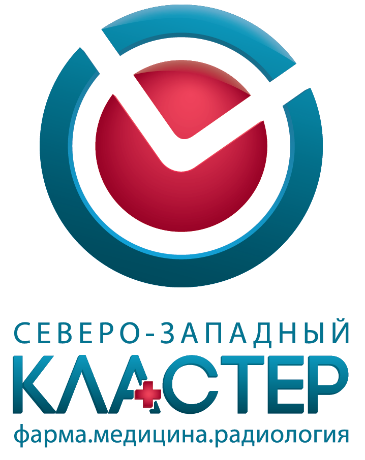 СЕВЕРО-ЗАПАДНЫЙ
КЛАСТЕР
фарма.медицина.радиология